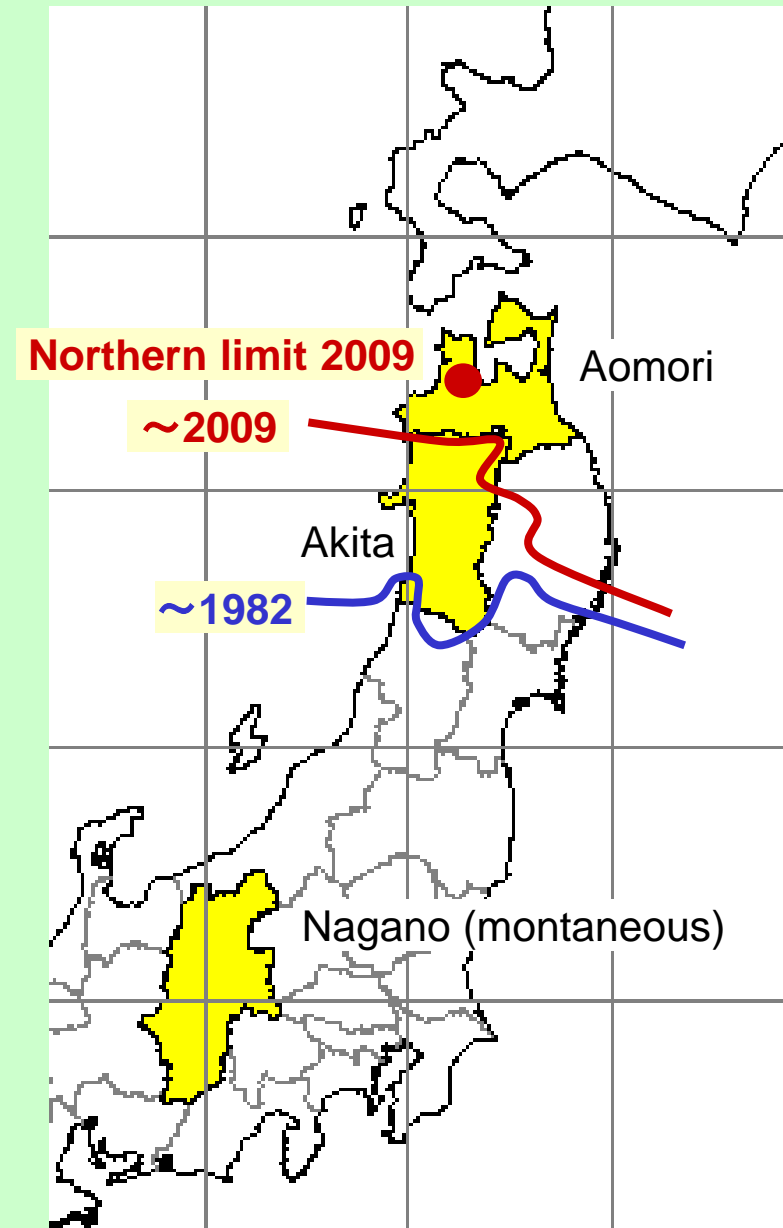 Northern limit 2009
Aomori
～2009
Akita
～1982
Nagano (montaneous)